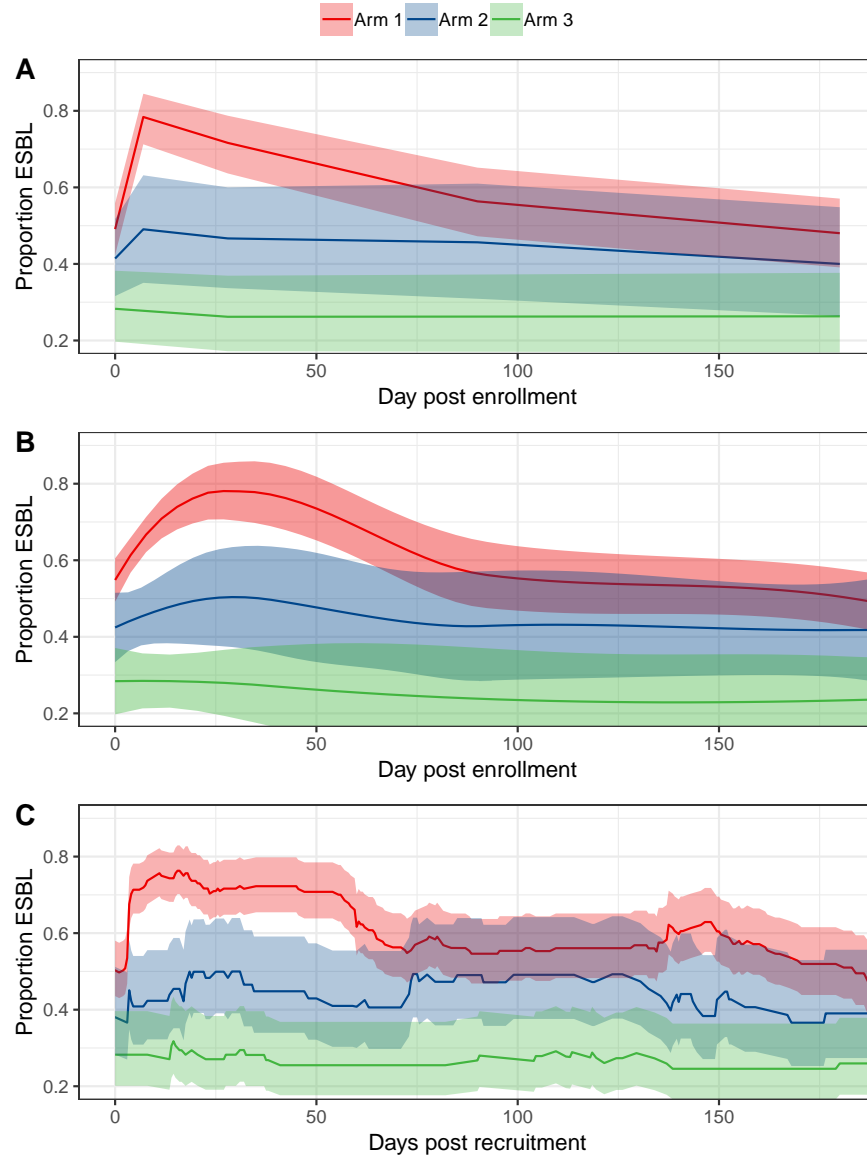 Arm 1 Arm 2 Arm 3
A
Proportion ESBL
0.8
0.6
0.4
0.2
0 50 100 150
Day post enrollment
B
Proportion ESBL
0.8
0.6
0.4
0.2
0 50 100 150
Day post enrollment
C
Proportion ESBL
0.8
0.6
0.4
0.2
0 50 100 150
Days post recruitment